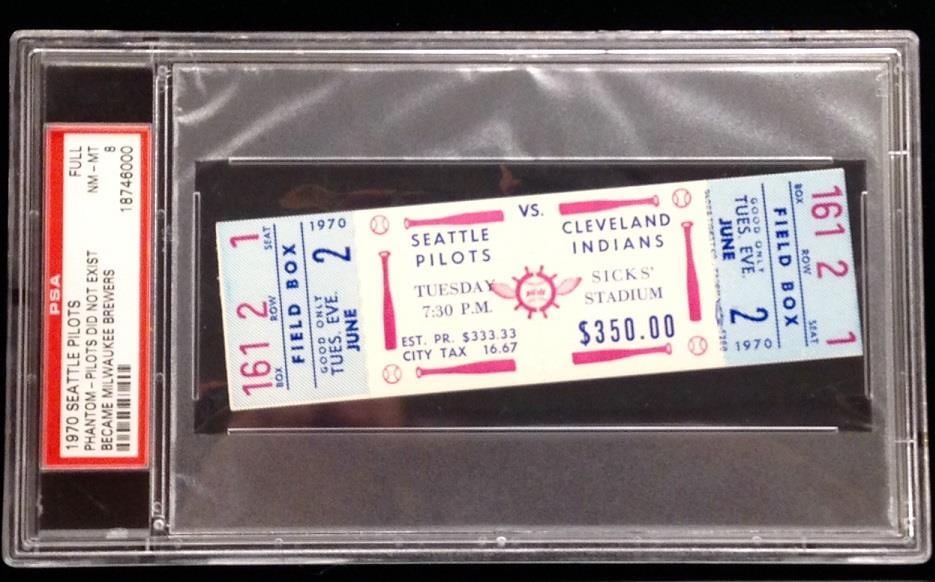 PSA
1970 SEATTLE PILOTS FULL
PHANTOM-PILOTS DID NOT EXIST NM-MT
BECAME MILWAUKEE BREWERS 8
18746000
161 2 1
BOX ROW SEAT
FIELD BOX
GOOD ONLY 1970
TUES. EVE.
JUNE 2
VS.
SEATTLE
PILOTS
CLEVELAND
INDIANS
TUESDAY
7:30 P.M.
SICKS'
STADIUM
EST. PR. $333.33
CITY TAX 16.67
$350.00
161 2 1
BOX ROW SEAT
FIELD BOX
GOOD ONLY
TUES. EVE.
JUNE 2 1970